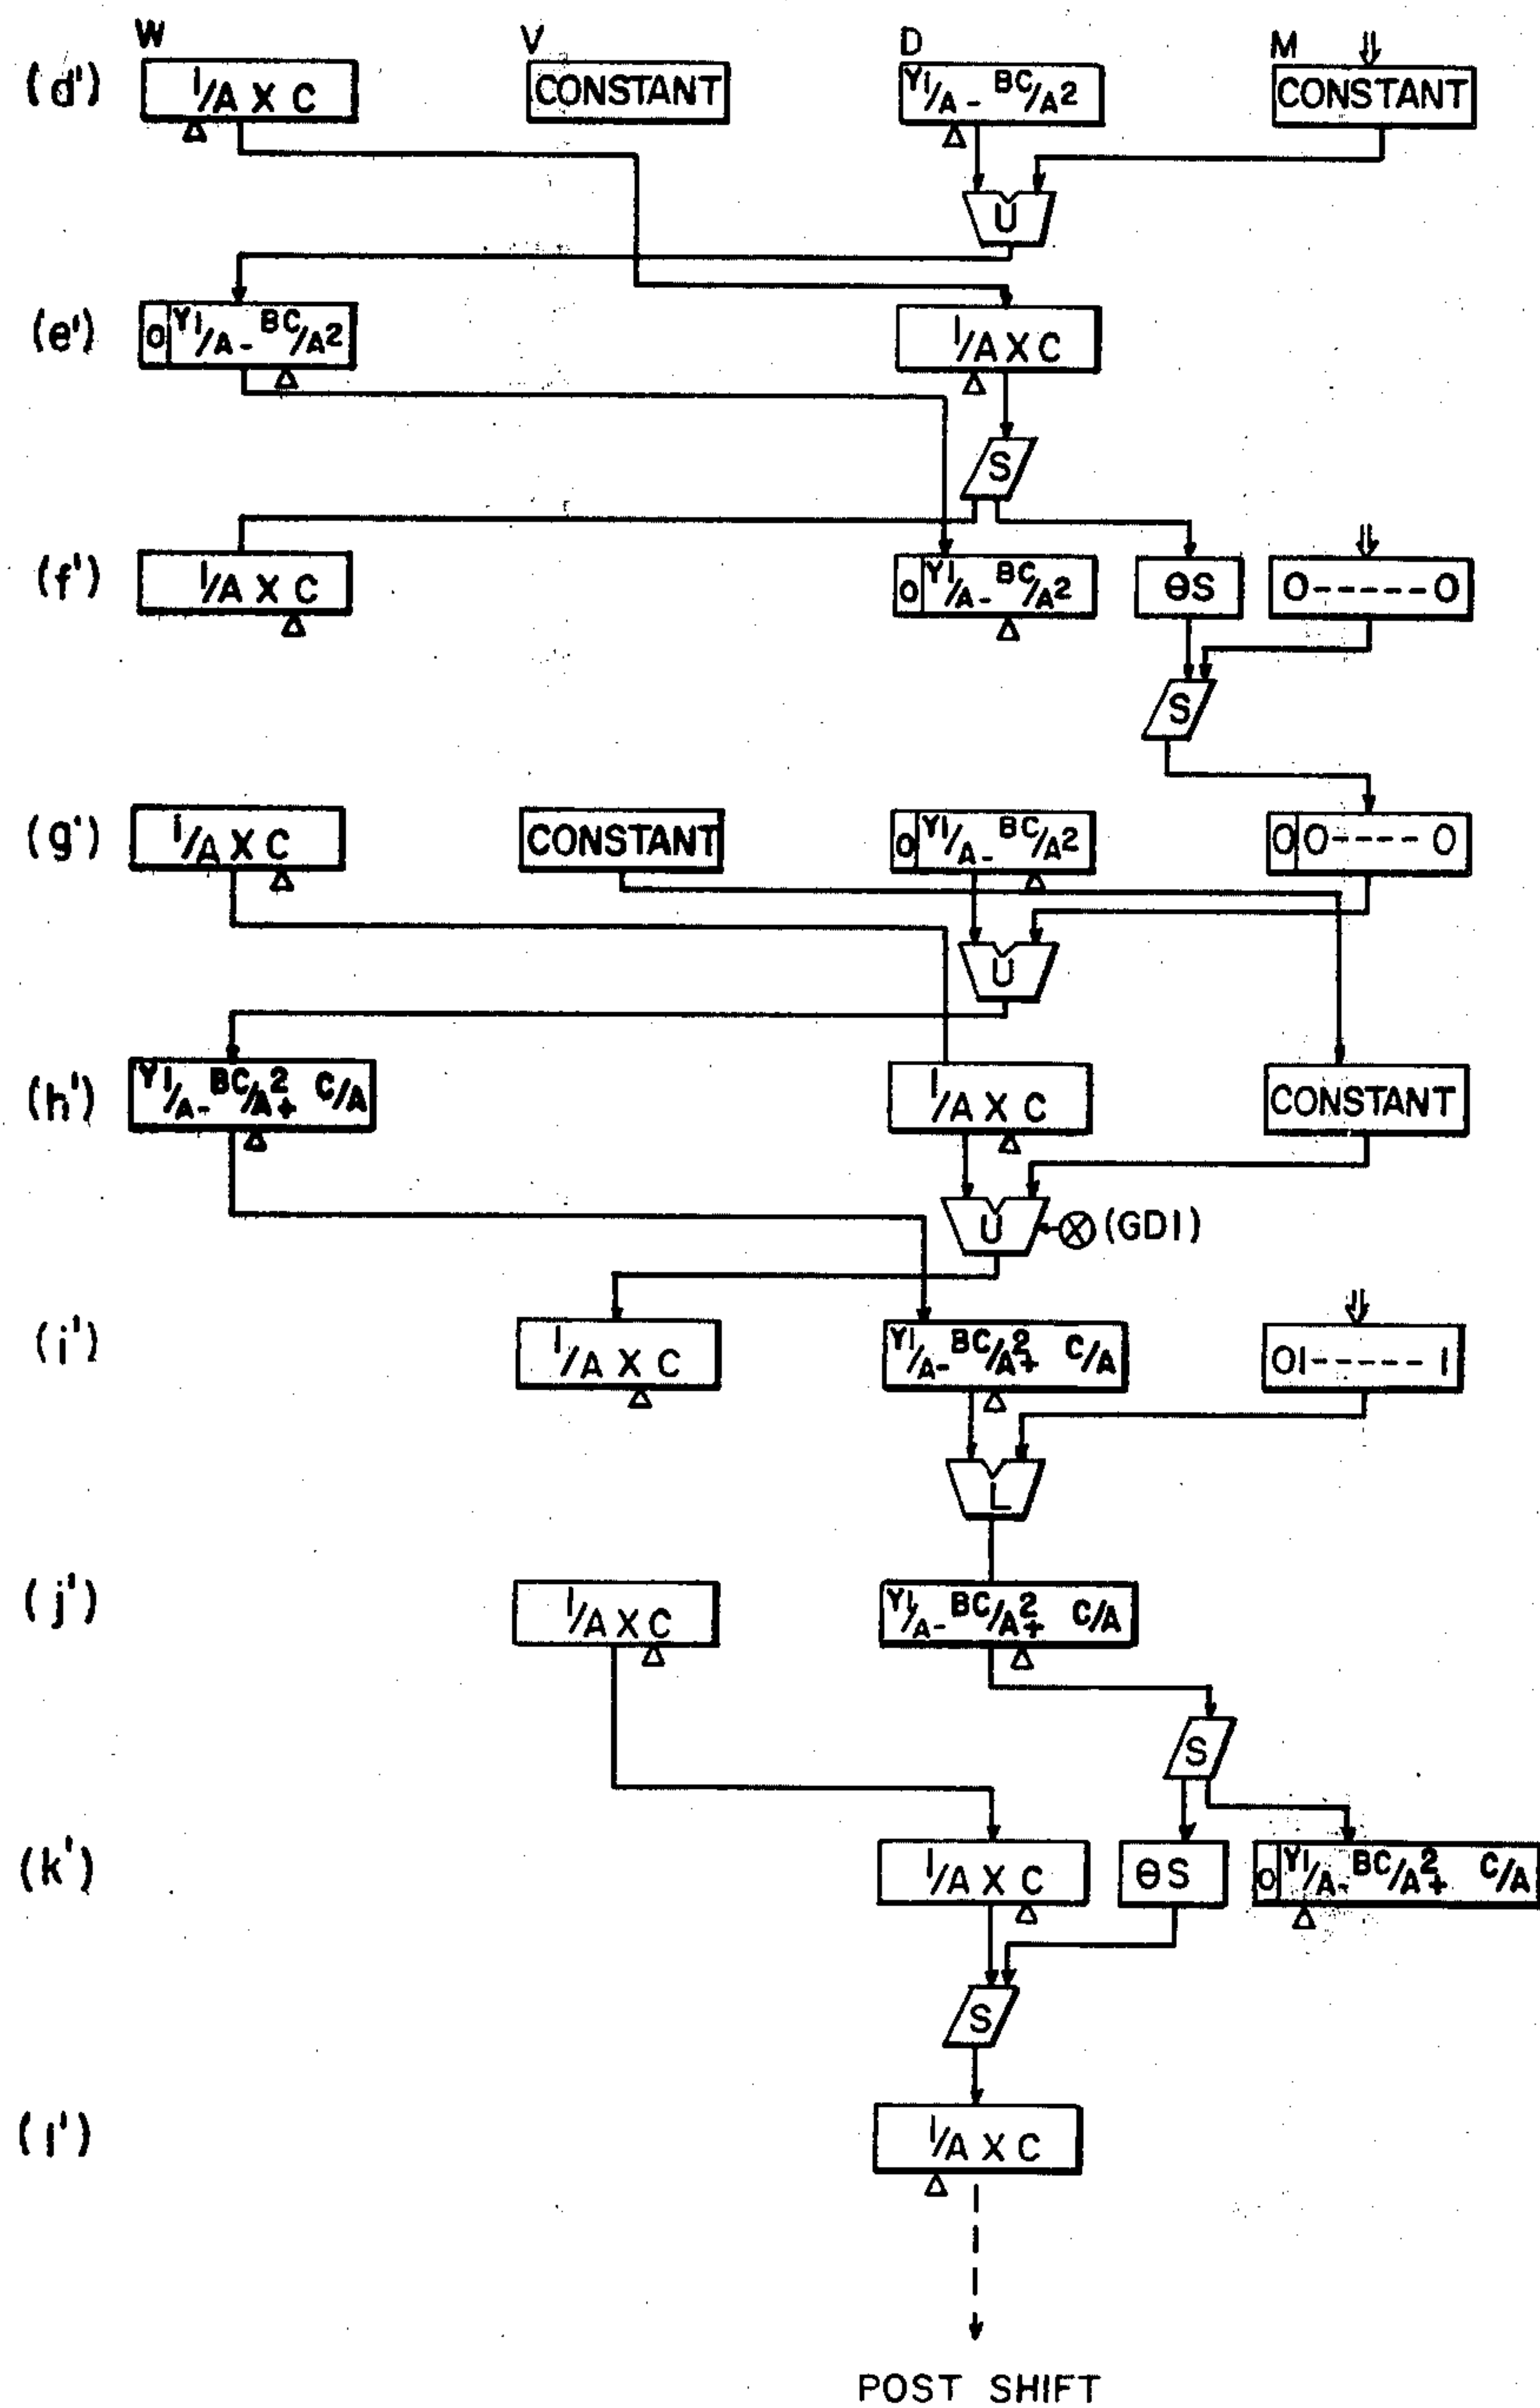 W V D M
(d') 1/A X C CONSTANT Y1/A - BC/A2 CONSTANT
U
(e') 0 Y1/A - BC/A2 1/A X C
S
(f') 1/A X C 0 Y1/A - BC/A2 θS 0-----0
S
(g') 1/A X C CONSTANT 0 Y1/A - BC/A2 0 0----0
U
(h') Y1/A - BC/A2 + C/A 1/A X C CONSTANT
U (GD1)
(i') 1/A X C Y1/A - BC/A2 + C/A 01-----1
L
(j') 1/A X C Y1/A - BC/A2 + C/A
S
(k') 1/A X C θS 0 Y1/A - BC/A2 + C/A
S
(l') 1/A X C
POST SHIFT